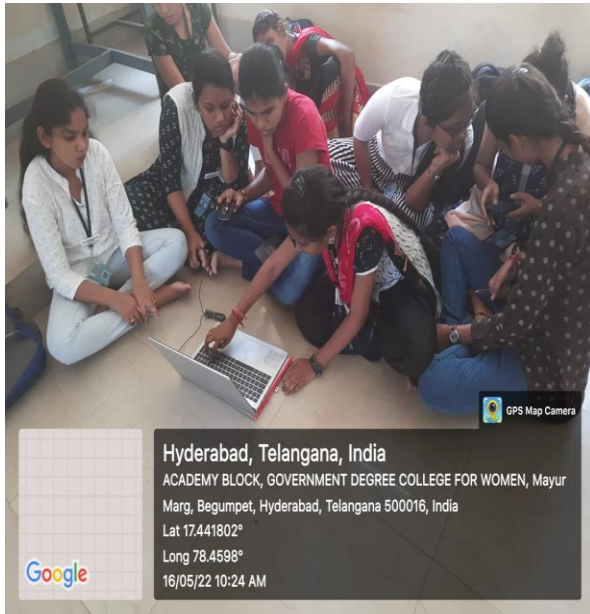 GPS Map Camera
Hyderabad, Telangana, India
ACADEMY BLOCK, GOVERNMENT DEGREE COLLEGE FOR WOMEN, Mayur
Marg, Begumpet, Hyderabad, Telangana 500016, India
Lat 17.441802°
Long 78.4598°
16/05/22 10:24 AM
Google